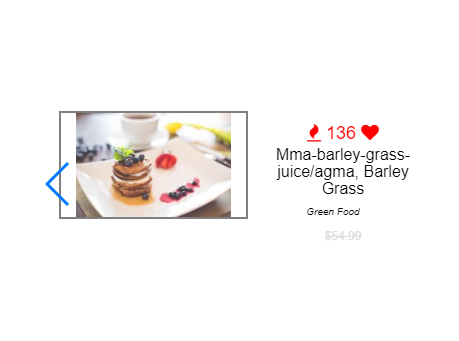 136
Mma-barley-grass-
juice/agma, Barley
Grass
Green Food
$54.99